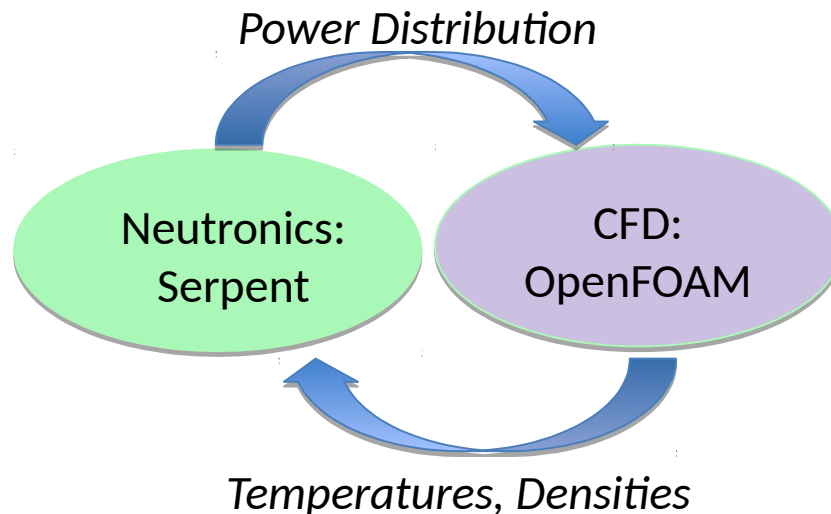 Power Distribution
Neutronics:
Serpent
CFD:
OpenFOAM
Temperatures, Densities